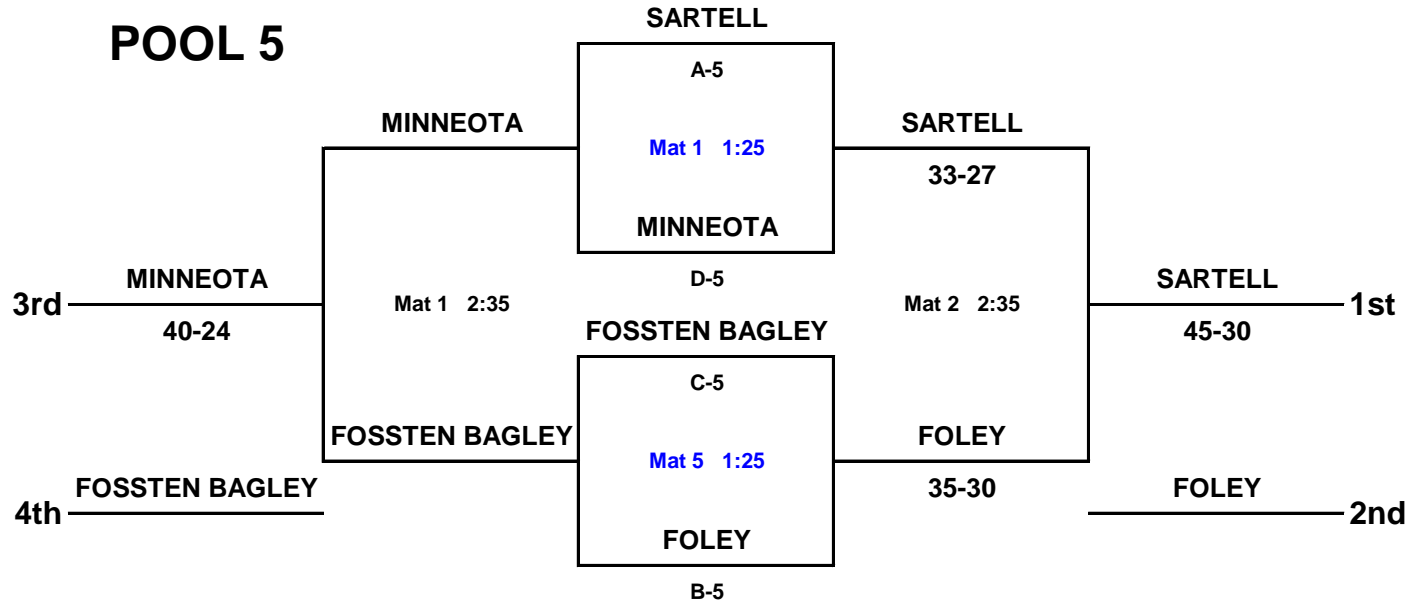 SARTELL
POOL 5
A-5
MINNEOTA
SARTELL
Mat 1 1:25
33-27
MINNEOTA
D-5
MINNEOTA
SARTELL
3rd
Mat 1 2:35
Mat 2 2:35
1st
40-24
FOSSTEN BAGLEY
45-30
C-5
FOSSTEN BAGLEY
FOLEY
Mat 5 1:25
FOSSTEN BAGLEY
35-30
FOLEY
4th
2nd
FOLEY
B-5